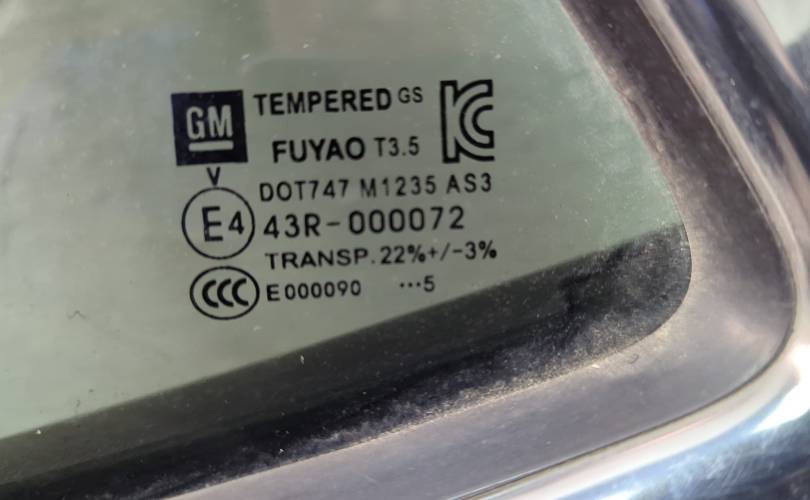 GM TEMPERED GS
FUYAO T3.5
V
DOT747 M1235 AS3
E4 43R-000072
TRANSP. 22%+/-3%
CCC E000090 ···5